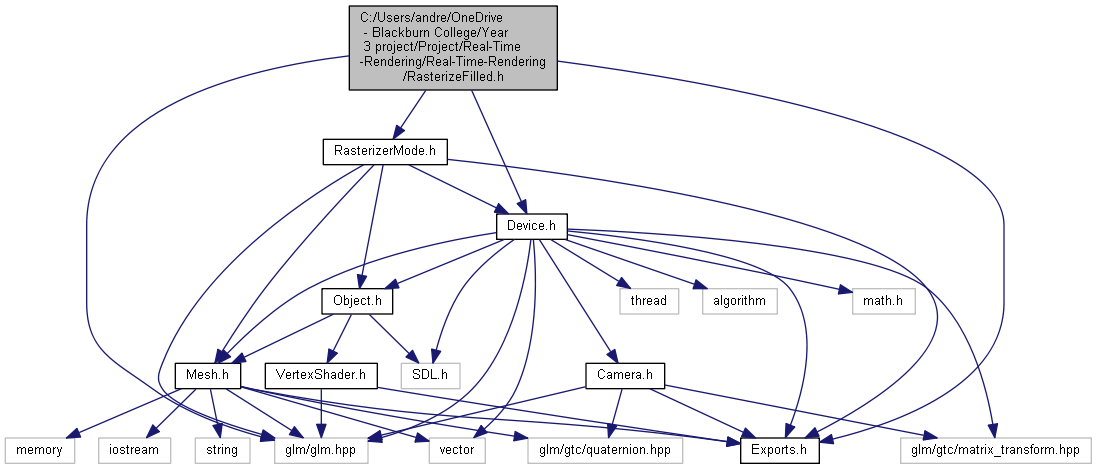 C:/Users/andre/OneDrive
- Blackburn College/Year
3 project/Project/Real-Time
-Rendering/Real-Time-Rendering
/RasterizeFilled.h
RasterizerMode.h
Device.h
Object.h
thread
algorithm
math.h
Mesh.h
VertexShader.h
SDL.h
Camera.h
memory
iostream
string
glm/glm.hpp
vector
glm/gtc/quaternion.hpp
Exports.h
glm/gtc/matrix_transform.hpp